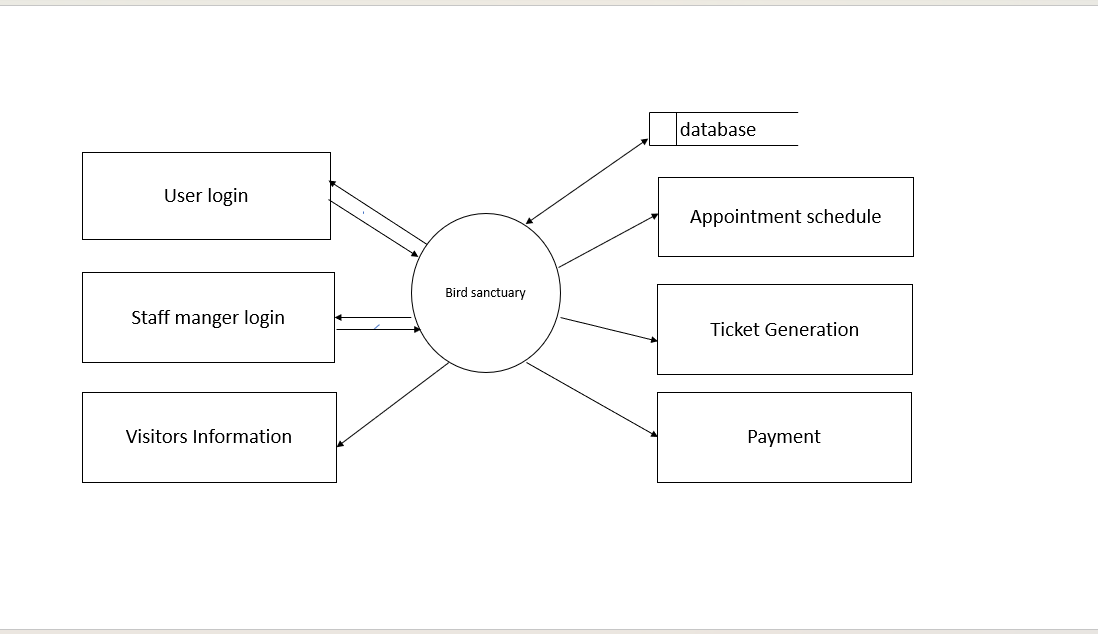 database
User login
Appointment schedule
Bird sanctuary
Staff manger login
Ticket Generation
Visitors Information
Payment